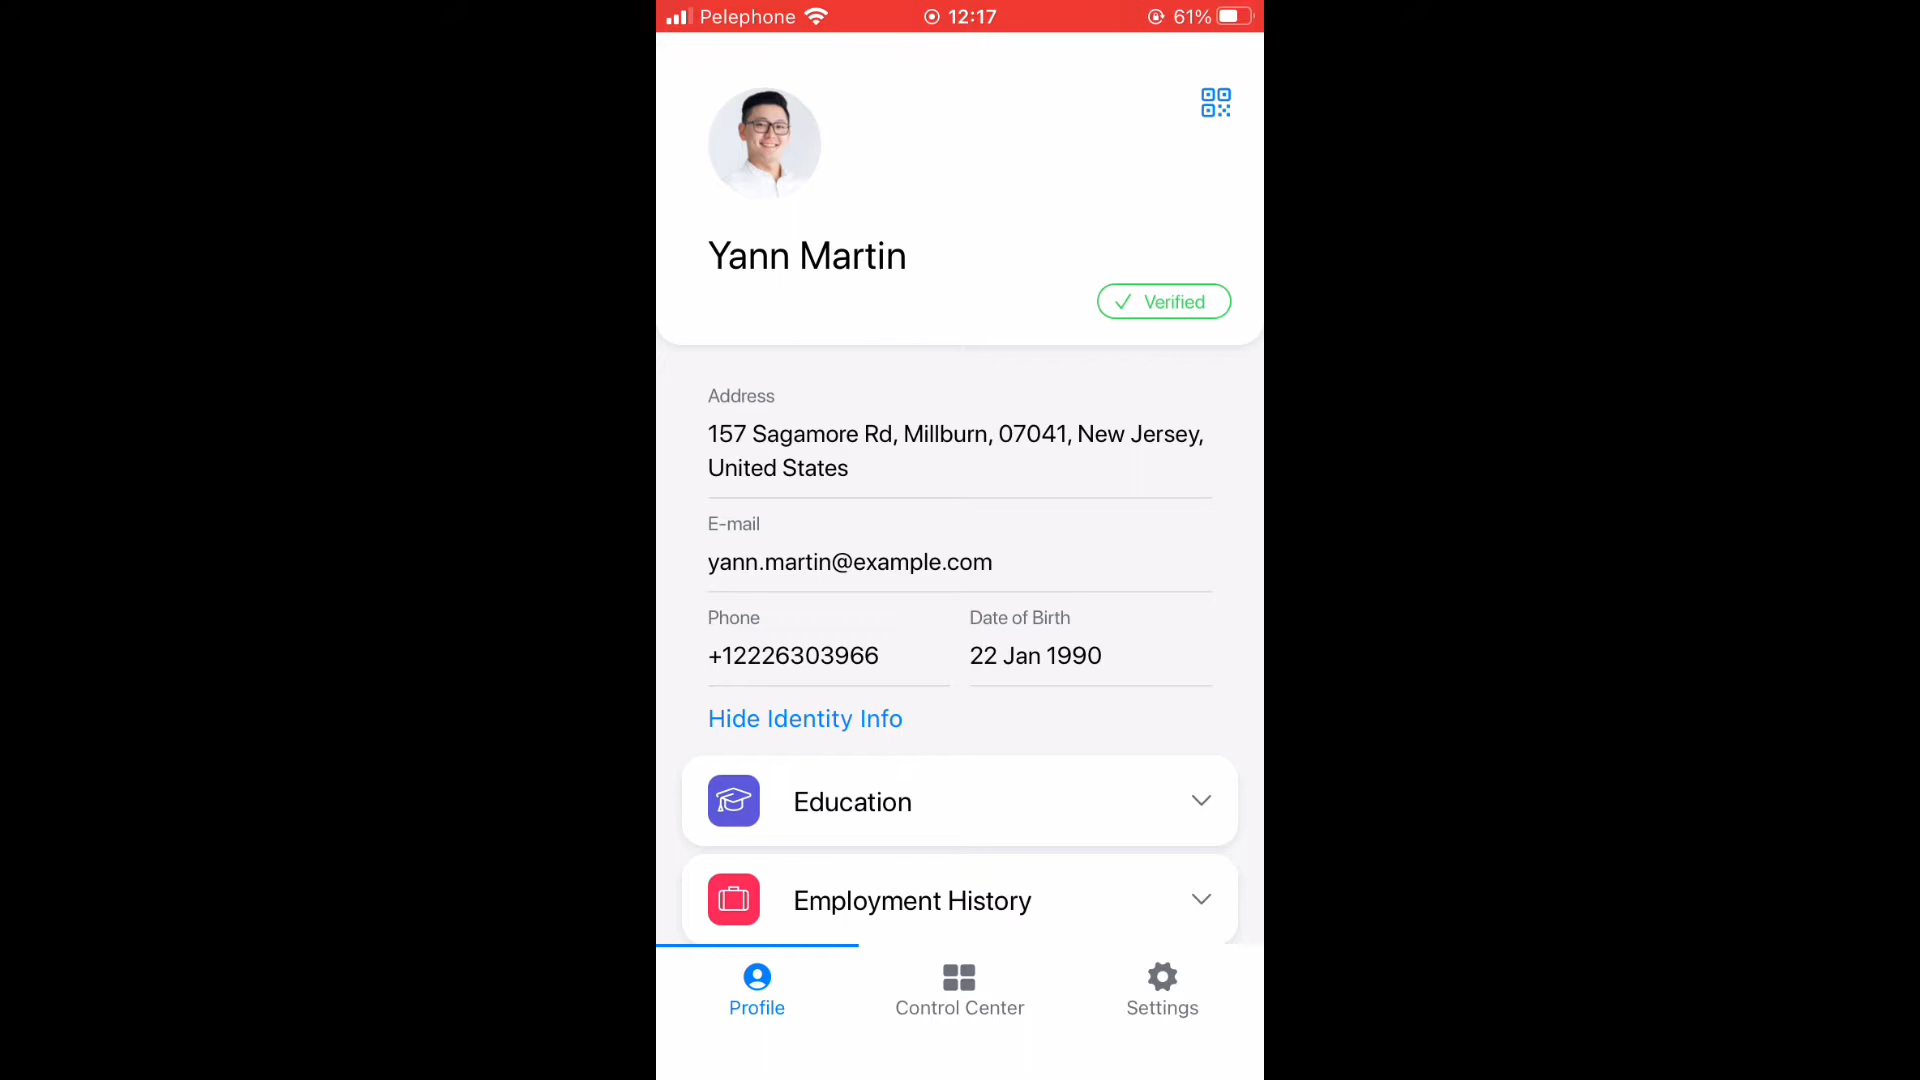 Pelephone 12:17 61%
Yann Martin
Verified
Address
157 Sagamore Rd, Millburn, 07041, New Jersey,
United States
E-mail
yann.martin@example.com
Phone Date of Birth
+12226303966 22 Jan 1990
Hide Identity Info
Education
Employment History
Profile Control Center Settings